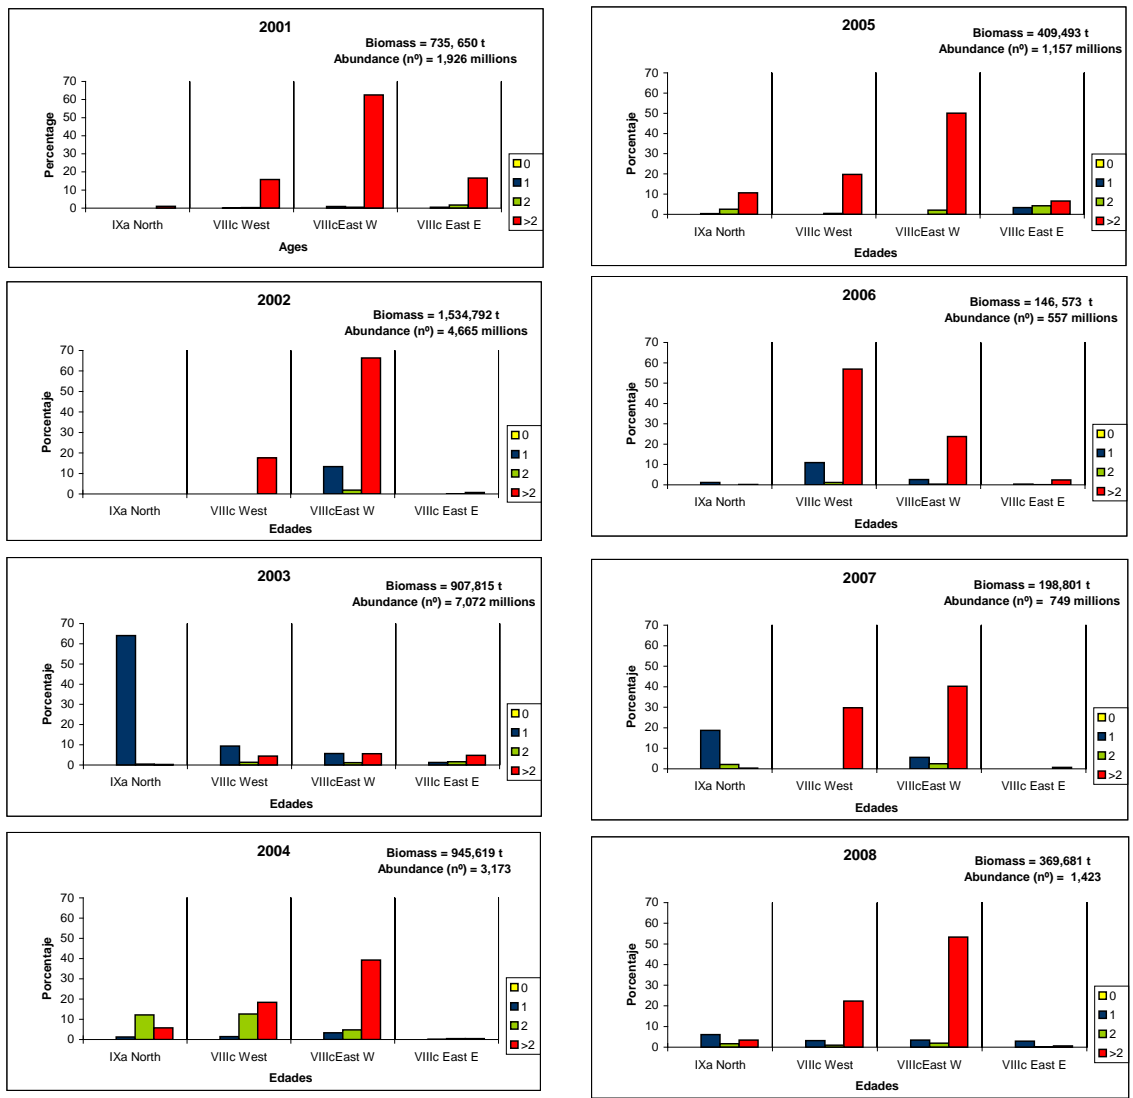 2001
Biomass = 735, 650 t
Abundance (nº) = 1,926 millions
70
60
50
40
30
20
10
0
Percentage
IXa North
VIIIc West
VIIIcEast W
VIIIc East E
Ages
0
1
2
>2
2005
Biomass = 409,493 t
Abundance (nº) = 1,157 millions
70
60
50
40
30
20
10
0
Porcentaje
IXa North
VIIIc West
VIIIcEast W
VIIIc East E
Edades
0
1
2
>2
2002
Biomass = 1,534,792 t
Abundance (nº) = 4,665 millions
70
60
50
40
30
20
10
0
Porcentaje
IXa North
VIIIc West
VIIIcEast W
VIIIc East E
Edades
0
1
2
>2
2006
Biomass = 146, 573 t
Abundance (nº) = 557 millions
70
60
50
40
30
20
10
0
Porcentaje
IXa North
VIIIc West
VIIIcEast W
VIIIc East E
Edades
0
1
2
>2
2003
Biomass = 907,815 t
Abundance (nº) = 7,072 millions
70
60
50
40
30
20
10
0
Porcentaje
IXa North
VIIIc West
VIIIcEast W
VIIIc East E
Edades
0
1
2
>2
2007
Biomass = 198,801 t
Abundance (nº) = 749 millions
70
60
50
40
30
20
10
0
Porcentaje
IXa North
VIIIc West
VIIIcEast W
VIIIc East E
Edades
0
1
2
>2
2004
Biomass = 945,619 t
Abundance (nº) = 3,173
70
60
50
40
30
20
10
0
Porcentaje
IXa North
VIIIc West
VIIIcEast W
VIIIc East E
Edades
0
1
2
>2
2008
Biomass = 369,681 t
Abundance (nº) = 1,423
70
60
50
40
30
20
10
0
Porcentaje
IXa North
VIIIc West
VIIIcEast W
VIIIc East E
Edades
0
1
2
>2